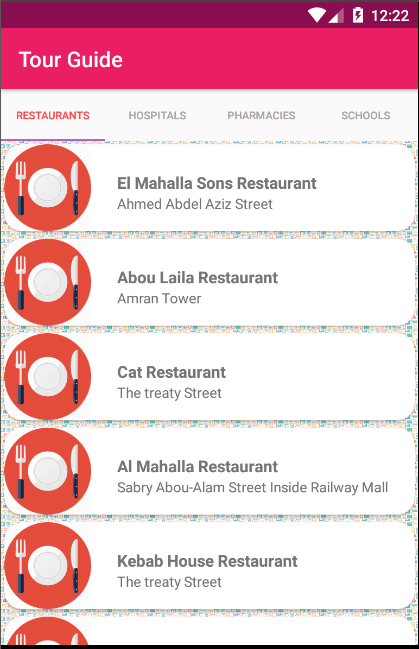 12:22
Tour Guide
RESTAURANTS HOSPITALS PHARMACIES SCHOOLS
El Mahalla Sons Restaurant
Ahmed Abdel Aziz Street
Abou Laila Restaurant
Amran Tower
Cat Restaurant
The treaty Street
Al Mahalla Restaurant
Sabry Abou-Alam Street Inside Railway Mall
Kebab House Restaurant
The treaty Street